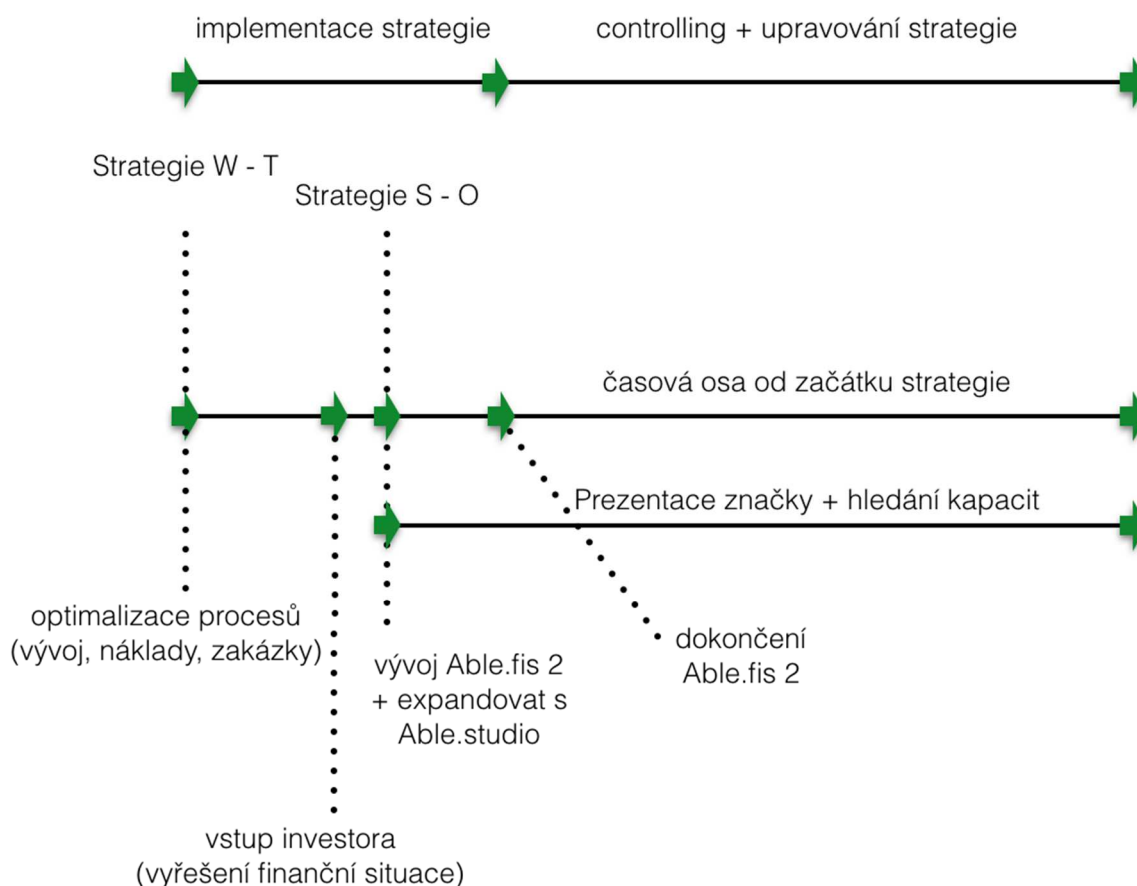 implementace strategie
controlling + upravování strategie
Strategie W - T
Strategie S - O
časová osa od začátku strategie
Prezentace značky + hledání kapacit
optimalizace procesů
(vývoj, náklady, zakázky)
vývoj Able.fis 2
+ expandovat s
Able.studio
dokončení
Able.fis 2
vstup investora
(vyřešení finanční situace)